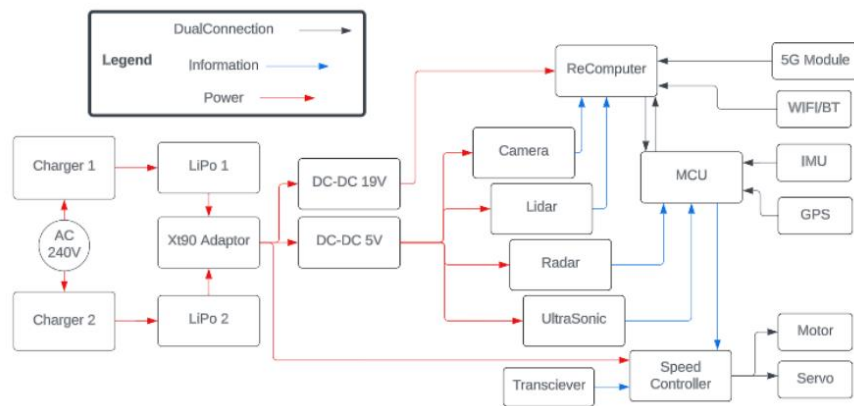 DualConnection
Legend
Information
Power
ReComputer
5G Module
WIFI/BT
Charger 1
LiPo 1
Camera
DC-DC 19V
MCU
IMU
Lidar
AC
240V
Xt90 Adaptor
DC-DC 5V
GPS
Radar
Charger 2
LiPo 2
UltraSonic
Motor
Transciever
Speed
Controller
Servo